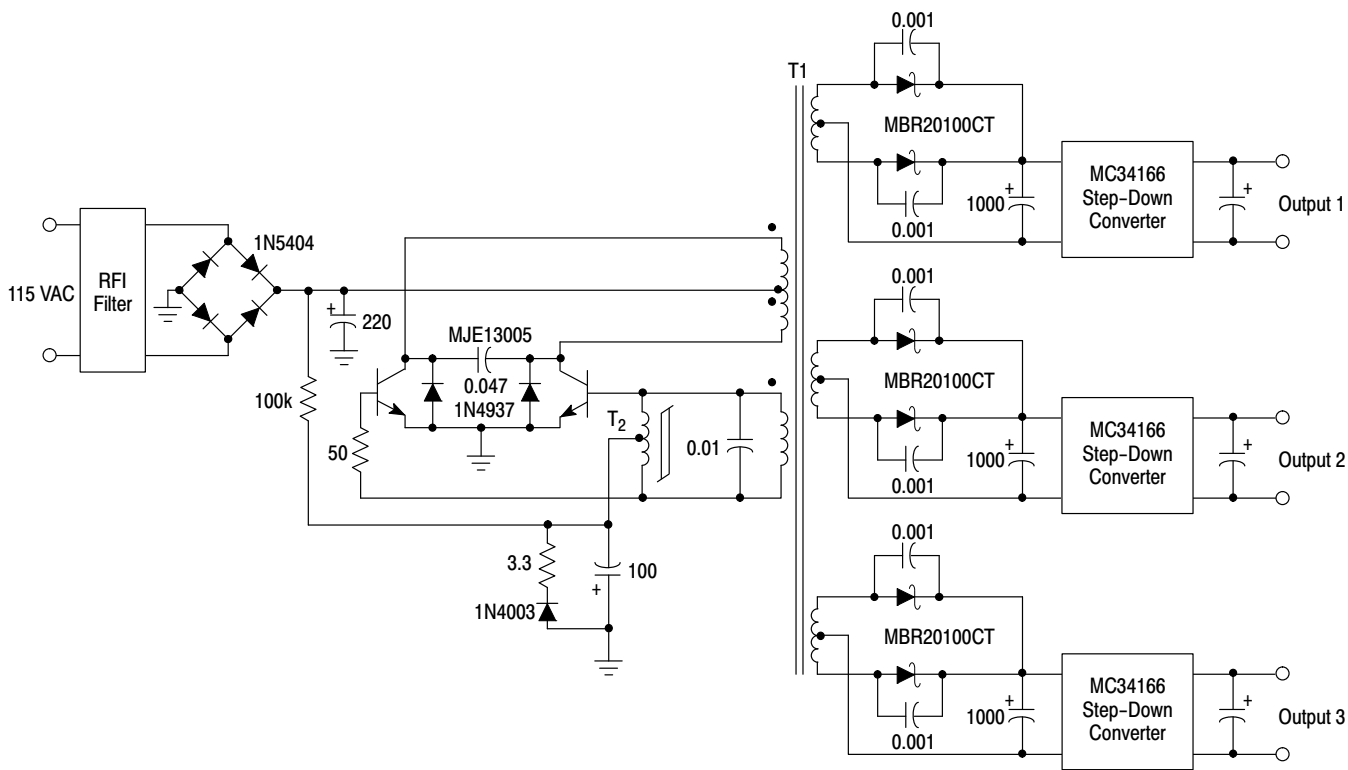 0.001
T1
MBR20100CT
0.001
1000
+
MC34166
Step-Down
Converter
+
Output 1
115 VAC
RFI
Filter
1N5404
+
220
100k
MJE13005
0.047
1N4937
50
T2
0.01
3.3
1N4003
100
+
0.001
MBR20100CT
0.001
1000
+
MC34166
Step-Down
Converter
+
Output 2
0.001
MBR20100CT
0.001
1000
+
MC34166
Step-Down
Converter
+
Output 3